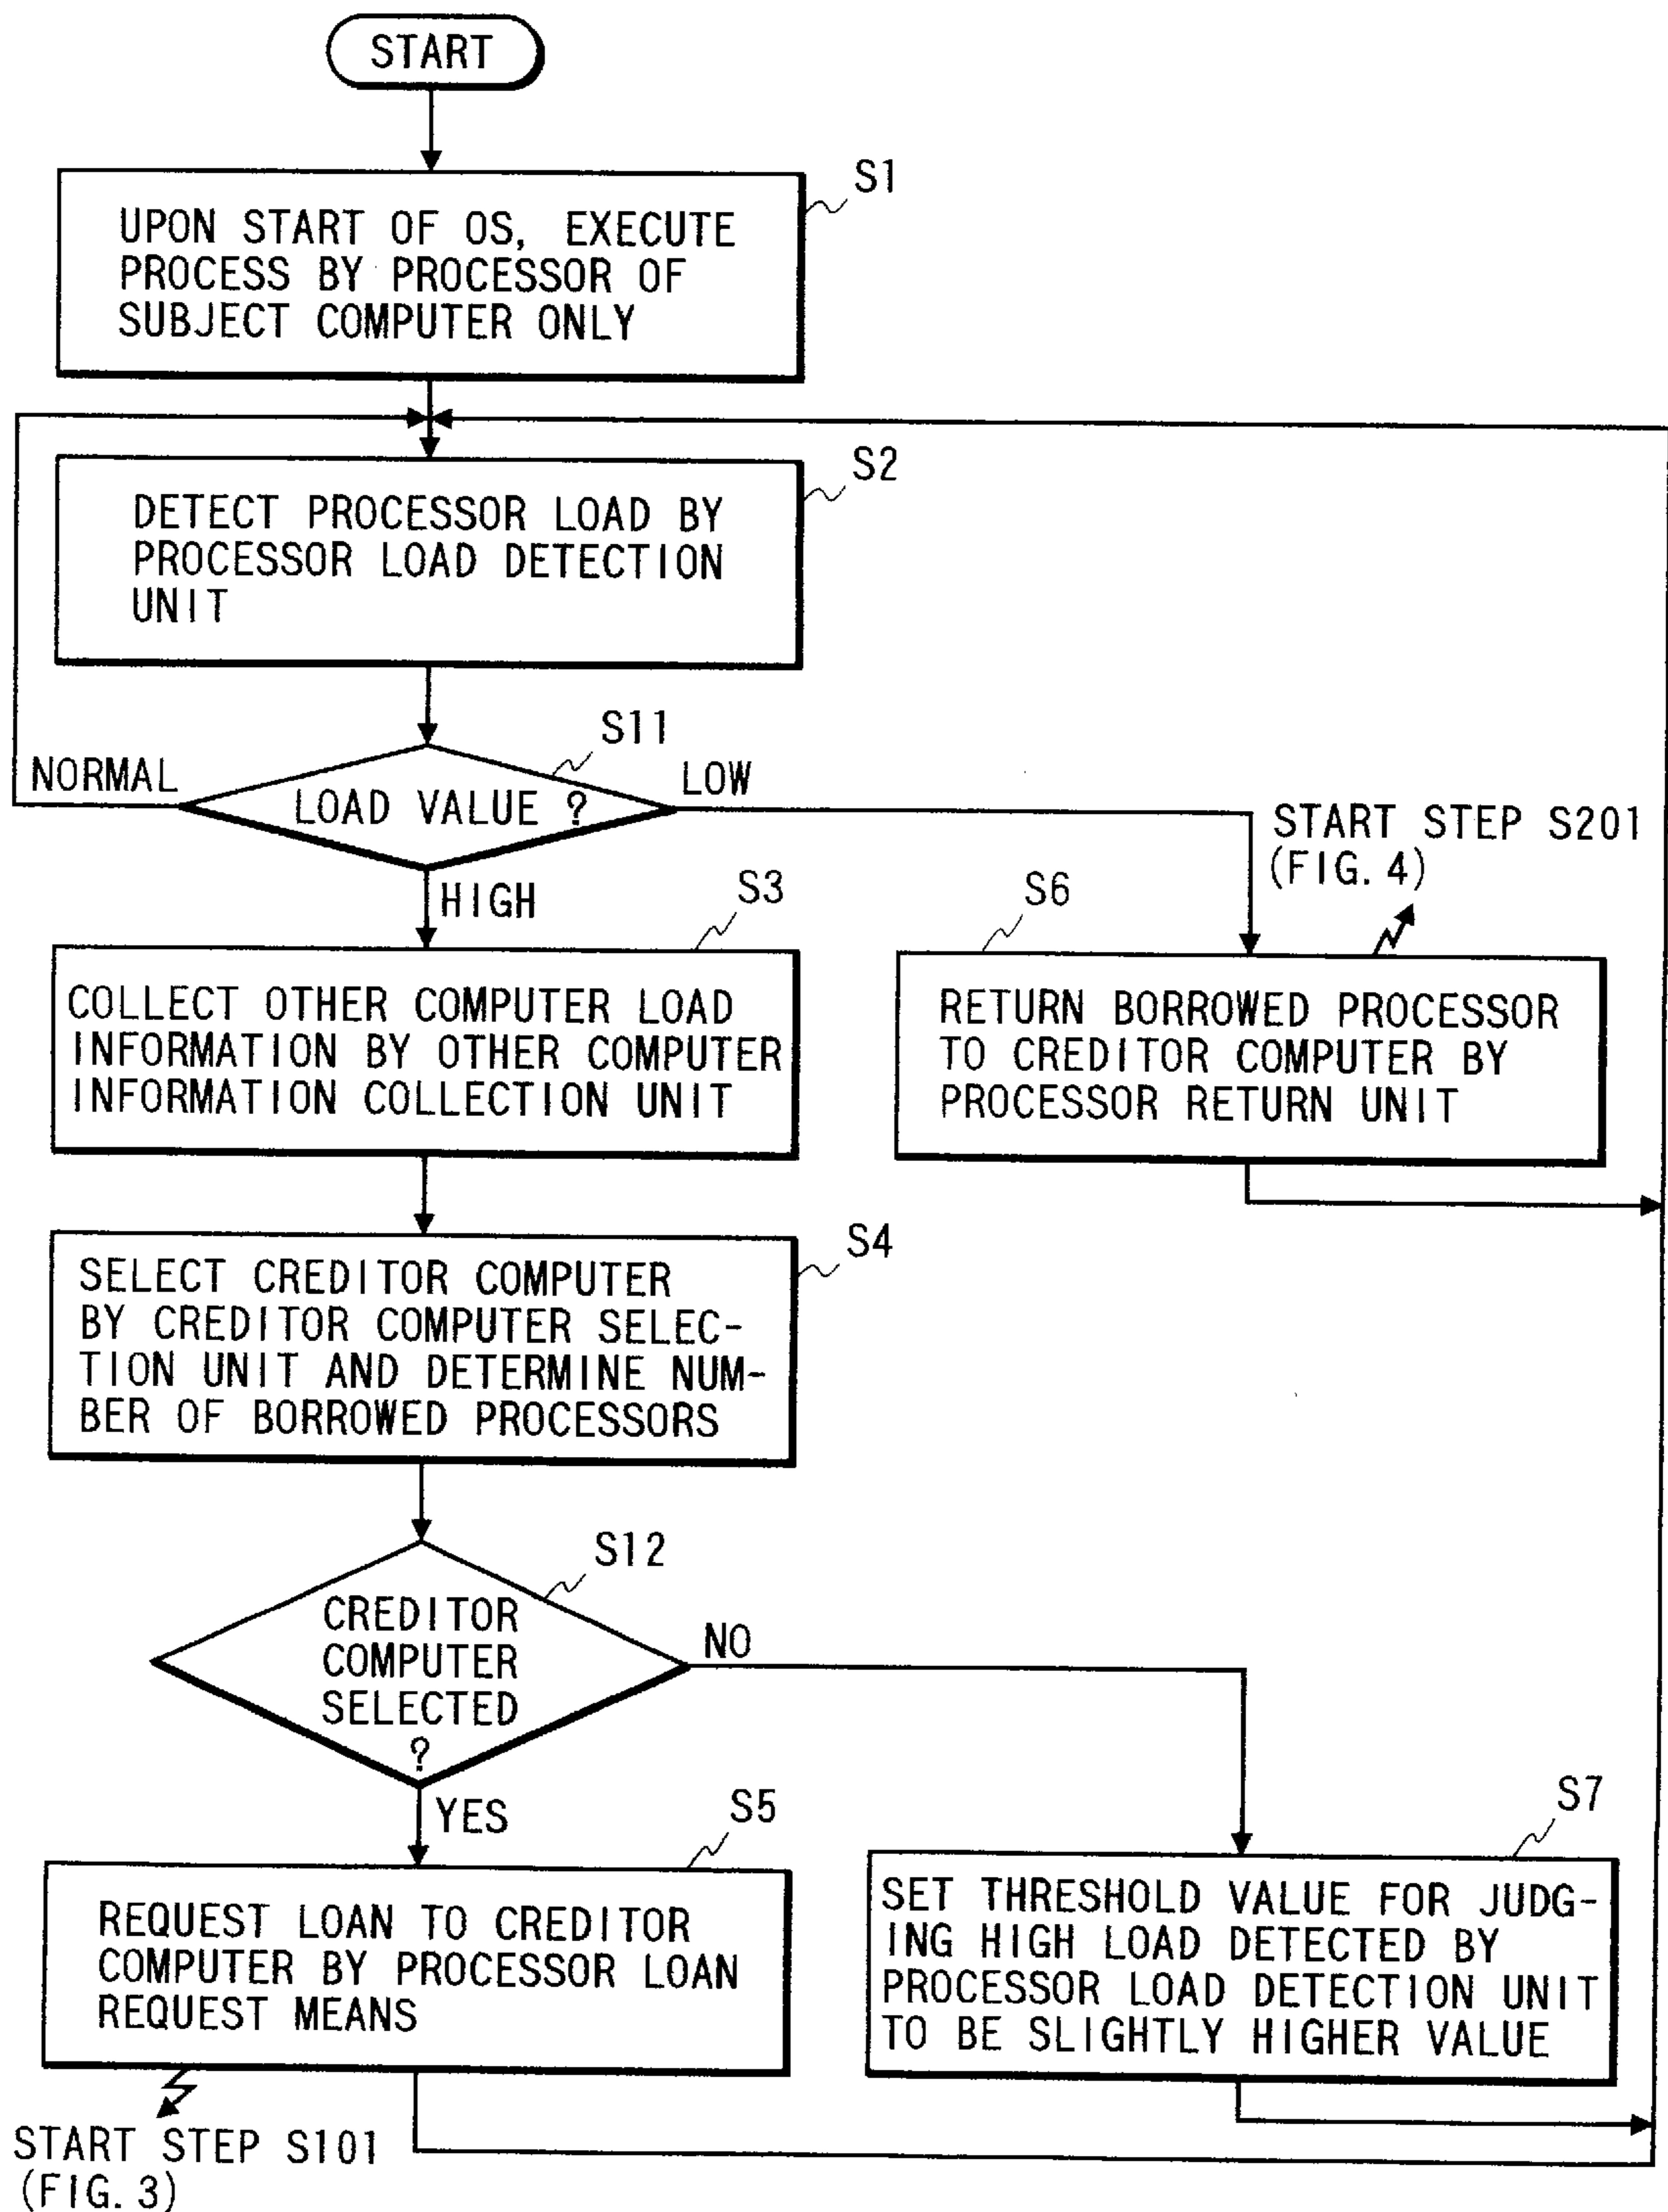 START
S1
UPON START OF OS, EXECUTE
PROCESS BY PROCESSOR OF
SUBJECT COMPUTER ONLY
S2
DETECT PROCESSOR LOAD BY
PROCESSOR LOAD DETECTION
UNIT
S11
NORMAL
LOAD VALUE ?
LOW
HIGH
START STEP S201
(FIG. 4)
S3
COLLECT OTHER COMPUTER LOAD
INFORMATION BY OTHER COMPUTER
INFORMATION COLLECTION UNIT
S6
RETURN BORROWED PROCESSOR
TO CREDITOR COMPUTER BY
PROCESSOR RETURN UNIT
S4
SELECT CREDITOR COMPUTER
BY CREDITOR COMPUTER SELEC-
TION UNIT AND DETERMINE NUM-
BER OF BORROWED PROCESSORS
S12
CREDITOR
COMPUTER
SELECTED
?
NO
YES
S5
REQUEST LOAN TO CREDITOR
COMPUTER BY PROCESSOR LOAN
REQUEST MEANS
S7
SET THRESHOLD VALUE FOR JUDG-
ING HIGH LOAD DETECTED BY
PROCESSOR LOAD DETECTION UNIT
TO BE SLIGHTLY HIGHER VALUE
START STEP S101
(FIG. 3)